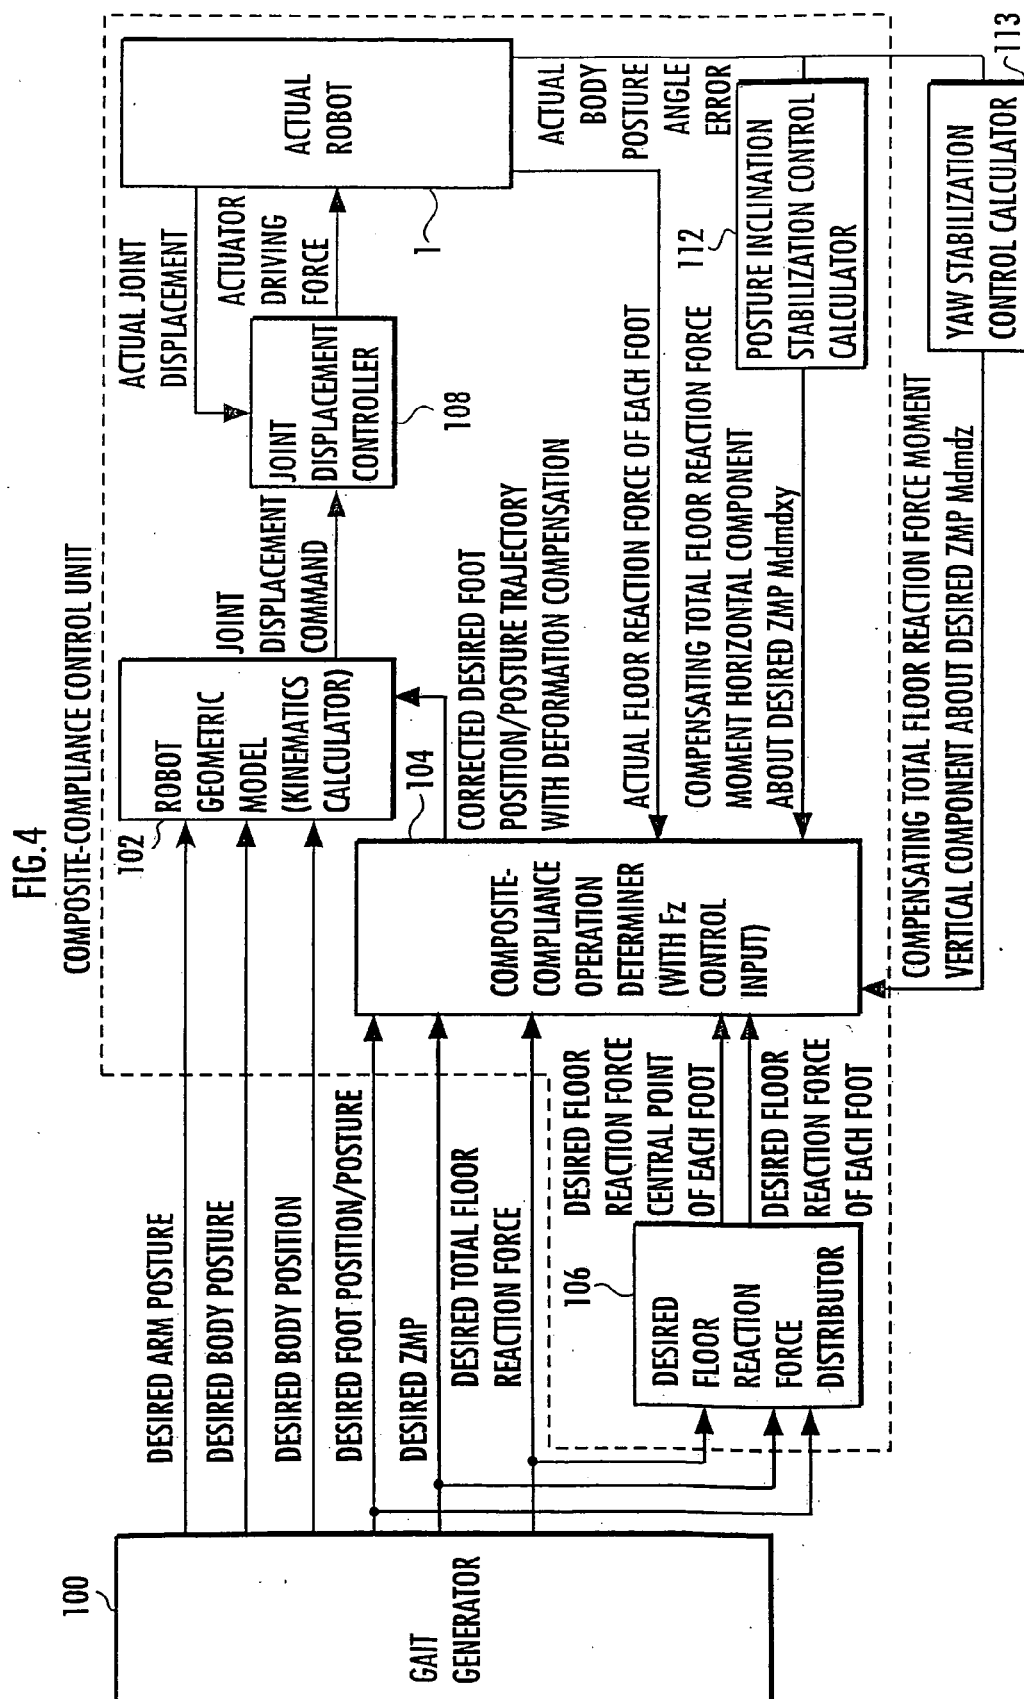 FIG.4
COMPOSITE-COMPLIANCE CONTROL UNIT
100
GAIT
GENERATOR
DESIRED ARM POSTURE
DESIRED BODY POSTURE
DESIRED BODY POSITION
DESIRED FOOT POSITION/POSTURE
DESIRED ZMP
DESIRED TOTAL FLOOR
REACTION FORCE
106
DESIRED
FLOOR
REACTION
FORCE
DISTRIBUTOR
DESIRED FLOOR
REACTION FORCE
CENTRAL POINT
OF EACH FOOT
DESIRED FLOOR
REACTION FORCE
OF EACH FOOT
102
ROBOT
GEOMETRIC
MODEL
(KINEMATICS
CALCULATOR)
104
COMPOSITE-
COMPLIANCE
OPERATION
DETERMINER
(WITH Fz
CONTROL
INPUT)
CORRECTED DESIRED FOOT
POSITION/POSTURE TRAJECTORY
WITH DEFORMATION COMPENSATION
JOINT
DISPLACEMENT
COMMAND
JOINT
DISPLACEMENT
CONTROLLER
108
ACTUAL JOINT
DISPLACEMENT
ACTUATOR
DRIVING
FORCE
ACTUAL
ROBOT
1
ACTUAL FLOOR REACTION FORCE OF EACH FOOT
ACTUAL
BODY
POSTURE
ANGLE
ERROR
COMPENSATING TOTAL FLOOR REACTION FORCE
MOMENT HORIZONTAL COMPONENT
ABOUT DESIRED ZMP Mdmdxy
112
POSTURE INCLINATION
STABILIZATION CONTROL
CALCULATOR
COMPENSATING TOTAL FLOOR REACTION FORCE MOMENT
VERTICAL COMPONENT ABOUT DESIRED ZMP Mdmdz
YAW STABILIZATION
CONTROL CALCULATOR
113